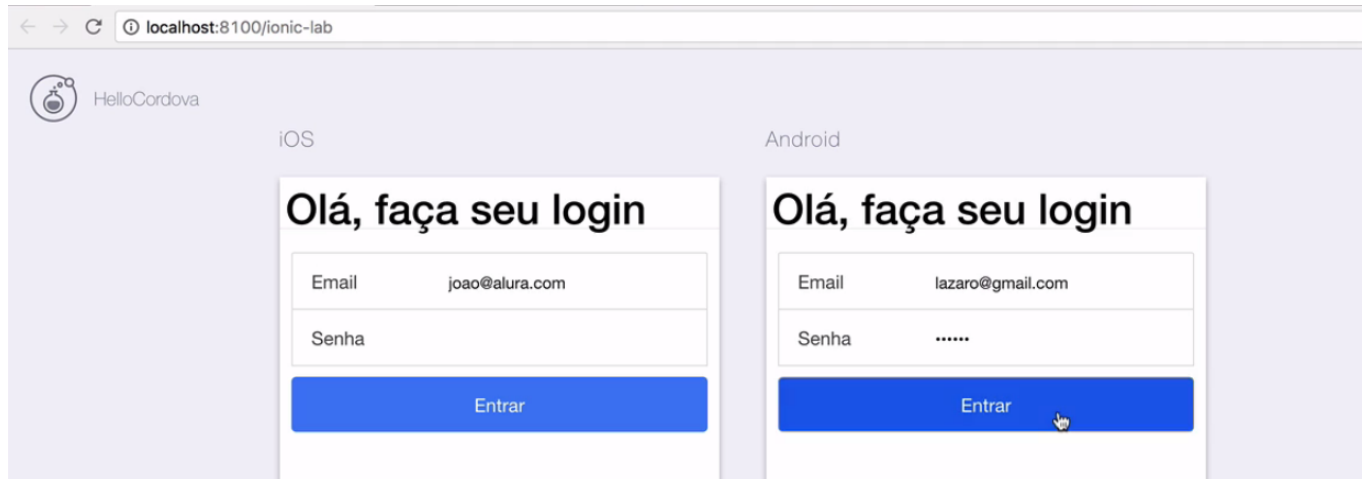 localhost:8100/ionic-lab
HelloCordova
iOS
Olá, faça seu login
Email joao@alura.com
Senha
Entrar
Android
Olá, faça seu login
Email lazaro@gmail.com
Senha ••••••
Entrar